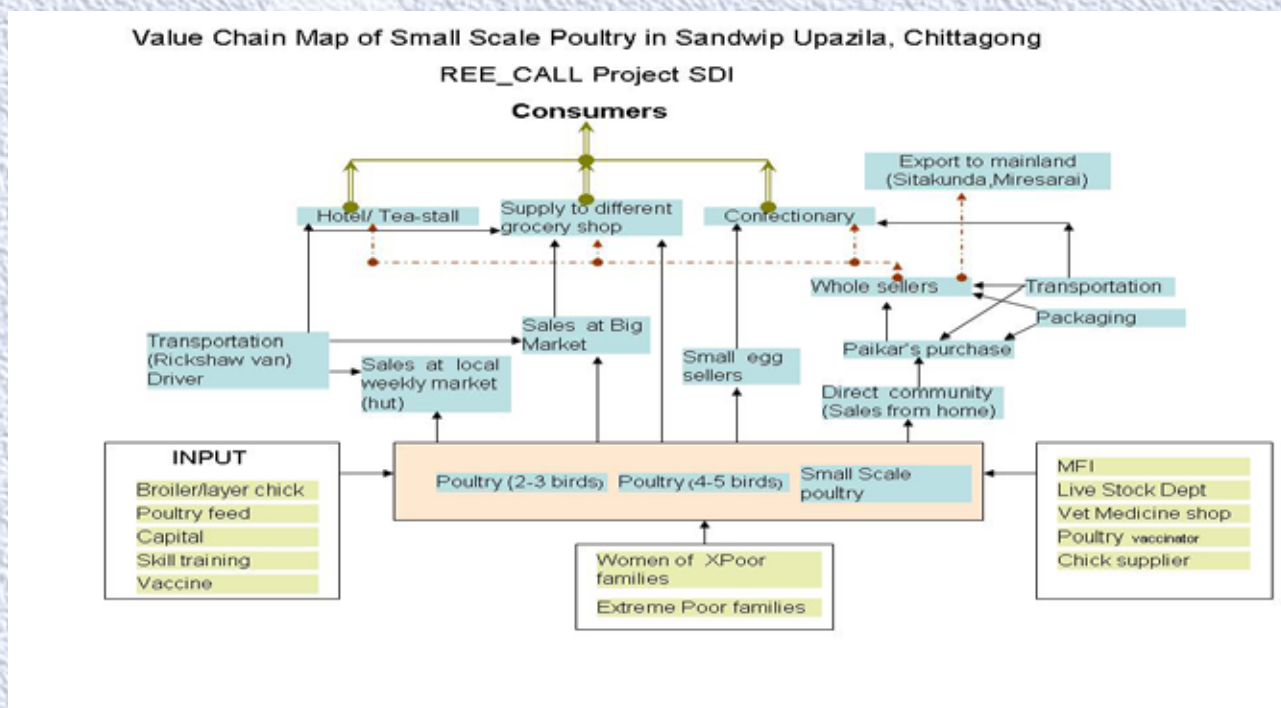 Value Chain Map of Small Scale Poultry in Sandwip Upazila, Chittagong
REE_CALL Project SDI
Consumers
Export to mainland
(Sitakunda,Miresarai)
Hotel/ Tea-stall
Supply to different
grocery shop
Confectionary
Whole sellers
Transportation
Packaging
Transportation
(Rickshaw van)
Driver
Sales at Big
Market
Sales at local
weekly market
(hut)
Small egg
sellers
Paikar's purchase
Direct community
(Sales from home)
INPUT
Broiler/layer chick
Poultry feed
Capital
Skill training
Vaccine
Poultry (2-3 birds)
Poultry (4-5 birds)
Small Scale
poultry
MFI
Live Stock Dept
Vet Medicine shop
Poultry vaccinator
Chick supplier
Women of XPoor
families
Extreme Poor families